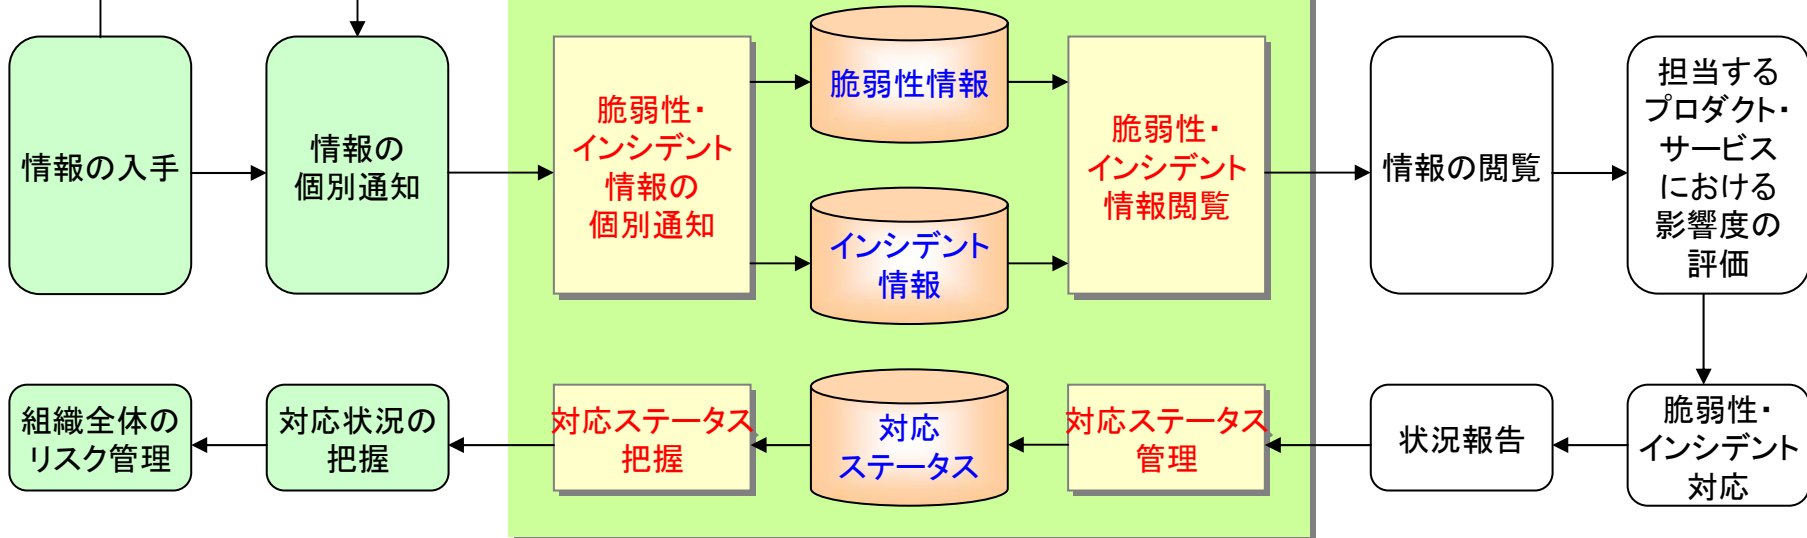 情報の入手
情報の
個別通知
脆弱性・
インシデント
情報の
個別通知
脆弱性情報
インシデント
情報
脆弱性・
インシデント
情報閲覧
情報の閲覧
担当する
プロダクト・
サービス
における
影響度の
評価
組織全体の
リスク管理
対応状況の
把握
対応ステータス
把握
対応
ステータス
対応ステータス
管理
状況報告
脆弱性・
インシデント
対応